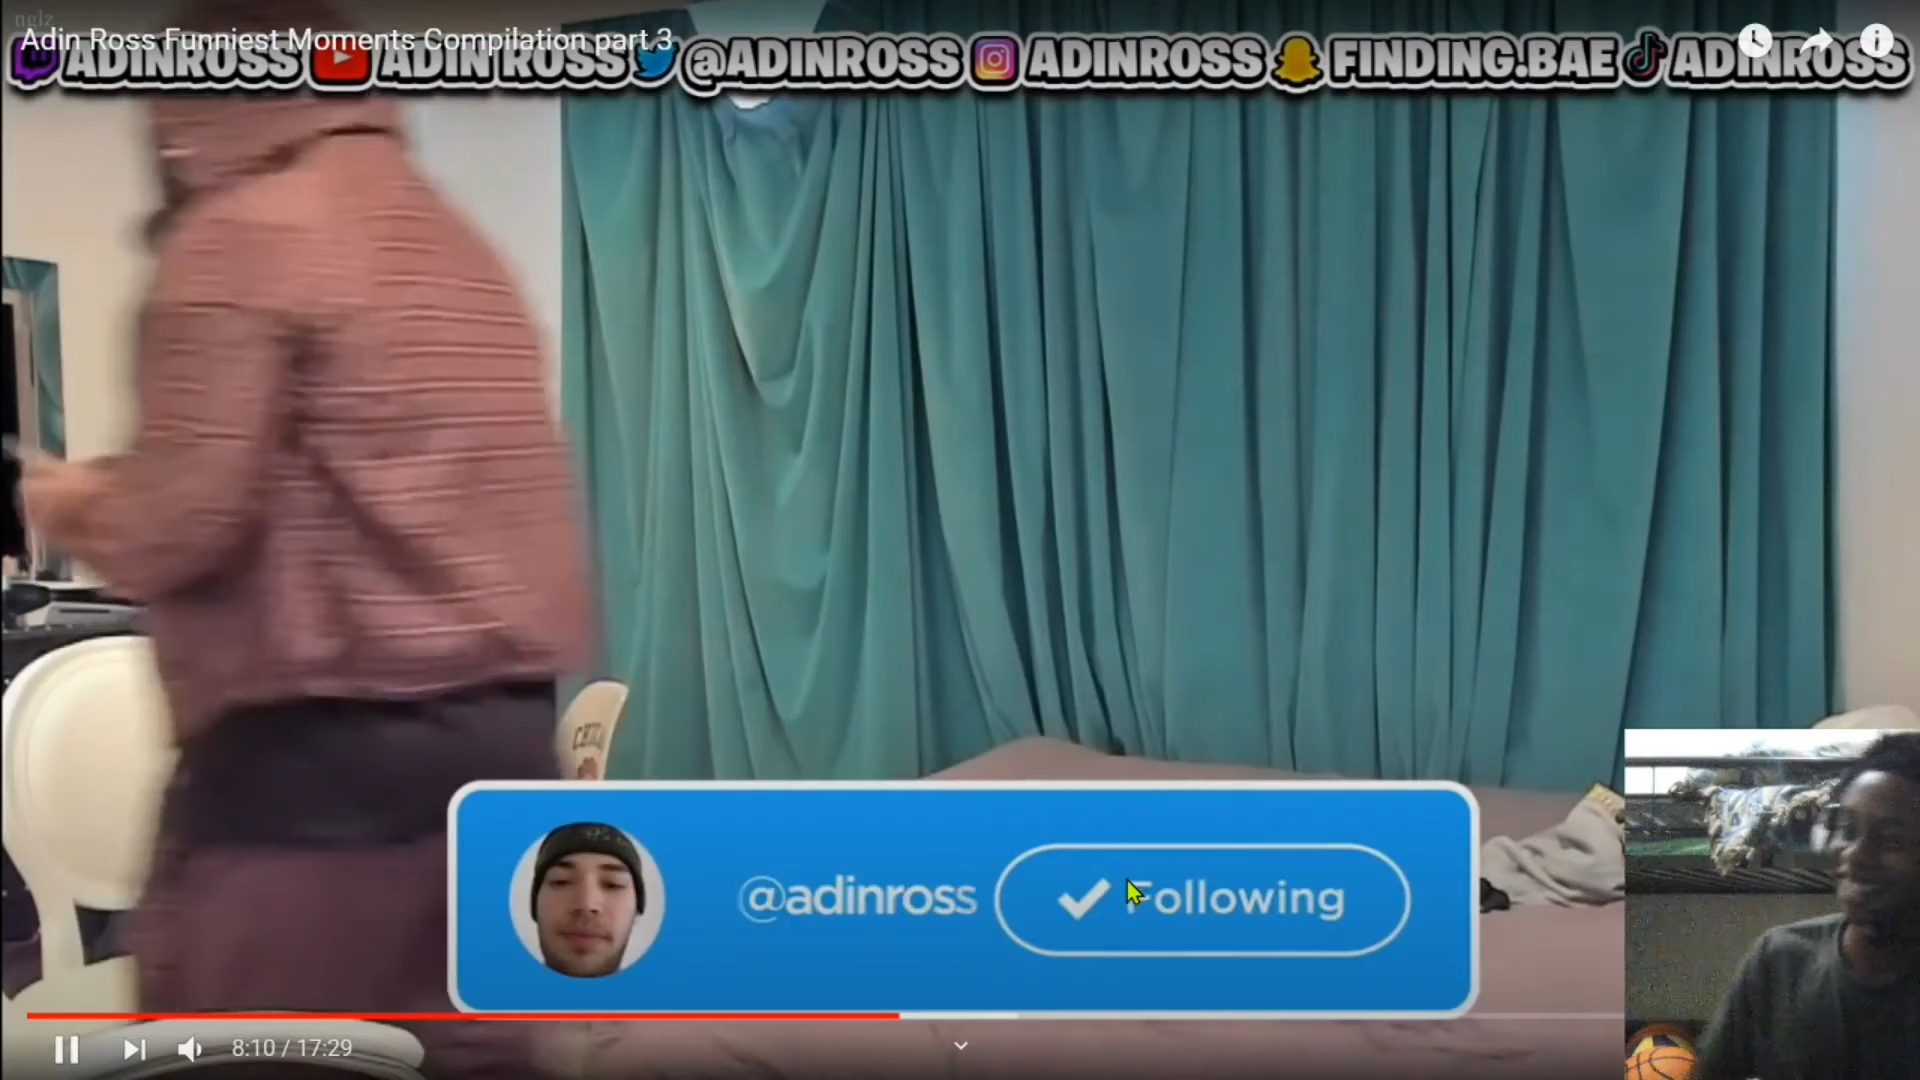 nglz
Adin Ross Funniest Moments Compilation part 3
ADINROSS ADIN ROSS @ADINROSS ADINROSS FINDING.BAE ADINROSS
@adinross Following
8:10 / 17:29